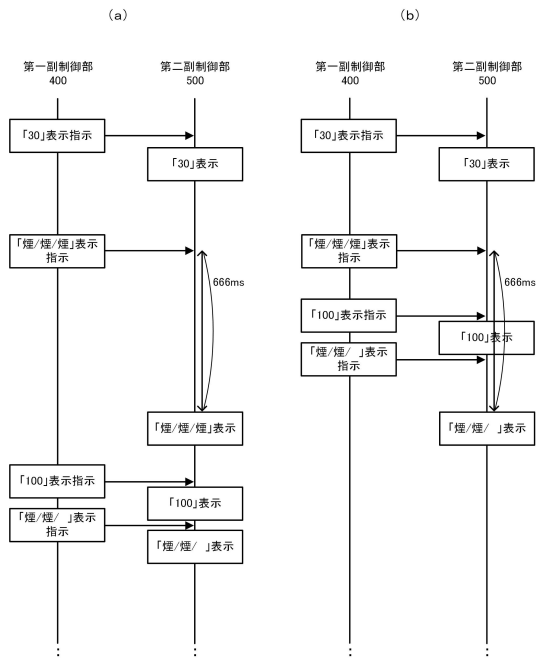 (a)
第一副制御部
400
第二副制御部
500
「30」表示指示
「30」表示
「煙/煙/煙」表示
指示
666ms
「煙/煙/煙」表示
「100」表示指示
「100」表示
「煙/煙/　」表示
指示
「煙/煙/　」表示
(b)
第一副制御部
400
第二副制御部
500
「30」表示指示
「30」表示
「煙/煙/煙」表示
指示
666ms
「100」表示指示
「100」表示
「煙/煙/　」表示
指示
「煙/煙/　」表示